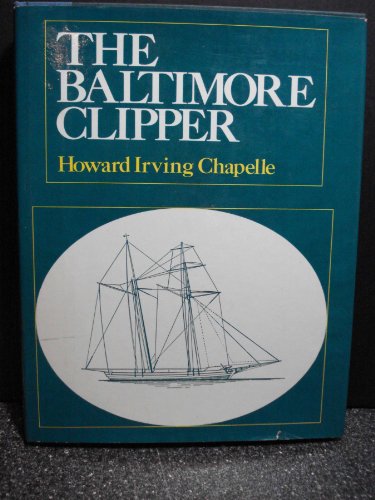 THE
BALTIMORE
CLIPPER
Howard Irving Chapelle